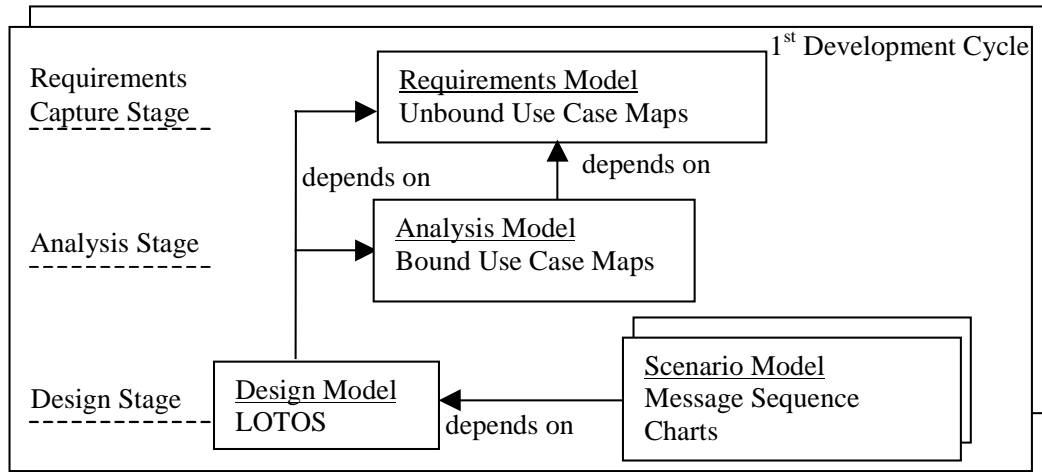 1st Development Cycle
Requirements
Capture Stage
Requirements Model
Unbound Use Case Maps
depends on
depends on
Analysis Stage
Analysis Model
Bound Use Case Maps
Design Stage
Design Model
LOTOS
depends on
Scenario Model
Message Sequence
Charts